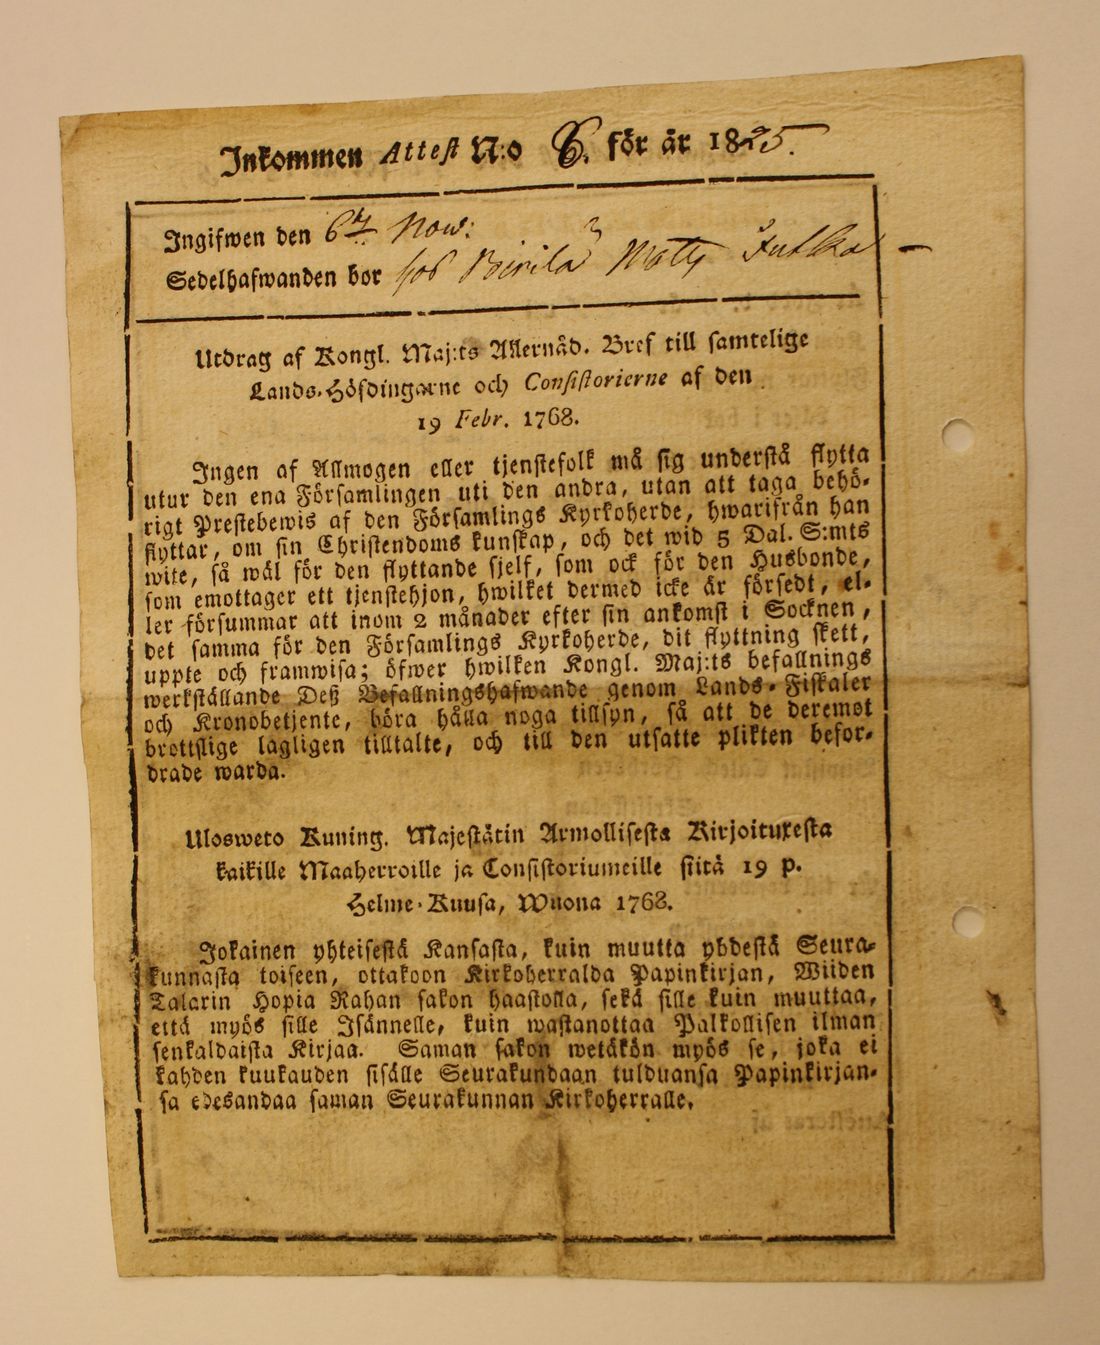 Inkommen Attest N:o 6. för år 1825.
Ingifwen den 6 Now:
Sedelhafwanden bor hos Matts
Utdrag af Kongl. Maj:ts Allernåd. Bref till samtelige
Lands-Höfdingarne och Consistorierne af den
19 Febr. 1768.
Ingen af Allmogen eller tjenstefolk må sig understå flytta
utur den ena Församlingen uti den andra, utan att taga behö-
rigt Prestebewis af den Församlings Kyrkoherde, hwarifrån han
flyttar, om sin Christendoms kunskap, och det wid 5 Dal. S:mts
wite, så wäl för den flyttande sjelf, som ock för den Husbonde,
som emottager ett tjenstehjon, hwilket dermed icke är försedt, el-
ler försummar att inom 2 månader efter sin ankomst i Socknen,
det samma för den Församlings Kyrkoherde, dit flyttning skett,
uppte och framwisa; öfwer hwilken Kongl. Maj:ts befallnings
werkställande Deß Befallningshafwande genom Lands-Fiskaler
och Kronobetjente, böra hålla noga tillsyn, så att de deremot
brottslige lagligen tilltalte, och till den utsatte plikten befor-
drade warda.
Ulosweto Kuning. Majestätin Armollisesta Kirjoituxesta
kaikille Maaherroille ja Consistoriumeille siitä 19 p.
Helme-Kuusa, Wuona 1768.
Jokainen yhteisestä Kansasta, kuin muutta yhdestä Seura-
kunnasta toiseen, ottakoon Kirkoherralda Papinkirjan, Wiiden
Talarin Hopia Rahan sakon haastolla, sekä sille kuin muuttaa,
että myös sille Isännelle, kuin wastanottaa Palkollisen ilman
senkaldaista Kirjaa. Saman sakon wetäkön myös se, joka ei
kahden kuukauden sisälle Seurakundaan tulduansa Papinkirjan-
sa edesandaa saman Seurakunnan Kirkoherralle.